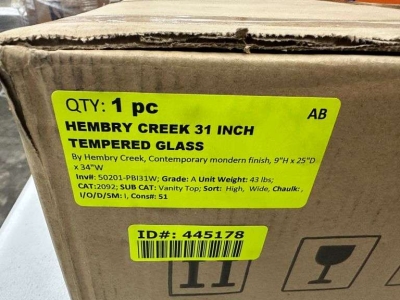 QTY: 1 pc
AB
HEMBRY CREEK 31 INCH
TEMPERED GLASS
By Hembry Creek, Contemporary mondern finish, 9"H x 25"D
x 34"W
Inv#: 50201-PBI31W; Grade: A Unit Weight: 43 lbs;
CAT:2092; SUB CAT: Vanity Top; Sort: High, Wide, Chaulk: ,
I/O/D/SM: I, Cons#: 51
ID#: 445178